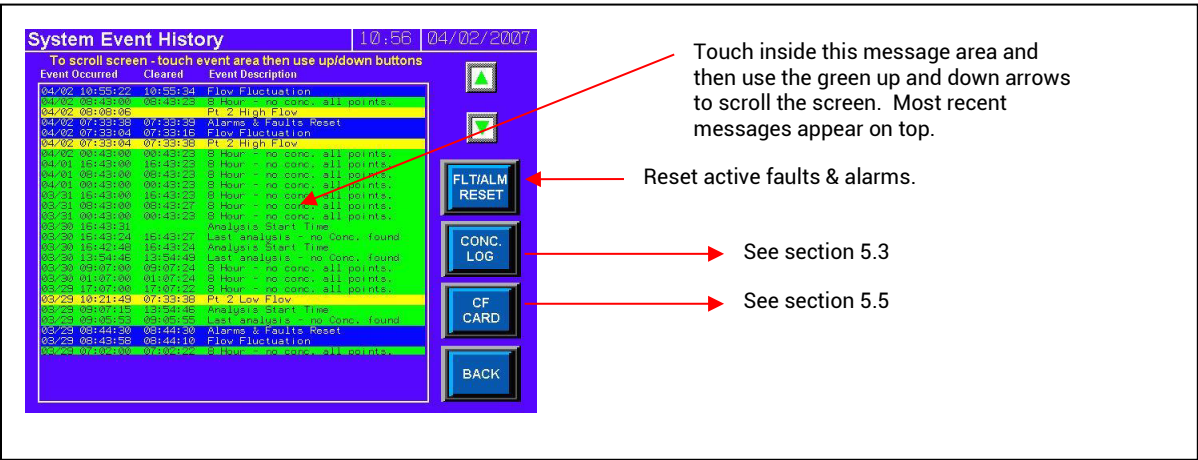 System Event History 10:56 04/02/2007
To scroll screen - touch event area then use up/down buttons
Event Occurred Cleared Event Description
04/02 10:55:22 10:55:34 Flow Fluctuation
04/02 08:43:00 08:43:23 8 Hour - no conc. all points.
04/02 08:08:06 Pt 2 High Flow
04/02 07:33:38 07:33:39 Alarms & Faults Reset
04/02 07:33:04 07:33:16 Flow Fluctuation
04/02 07:33:04 07:33:38 Pt 2 High Flow
04/02 00:43:00 00:43:23 8 Hour - no conc. all points.
04/01 16:43:00 16:43:23 8 Hour - no conc. all points.
04/01 08:43:00 08:43:23 8 Hour - no conc. all points.
04/01 00:43:00 00:43:23 8 Hour - no conc. all points.
03/31 16:43:00 16:43:23 8 Hour - no conc. all points.
03/31 08:43:00 08:43:27 8 Hour - no conc. all points.
03/31 00:43:00 00:43:23 8 Hour - no conc. all points.
03/30 16:43:31 Analysis Start Time
03/30 16:43:24 16:43:27 Last analysis - no Conc. found
03/30 16:42:48 16:43:24 Analysis Start Time
03/30 13:54:46 13:54:49 Last analysis - no Conc. found
03/30 09:07:00 09:07:24 8 Hour - no conc. all points.
03/30 01:07:00 01:07:24 8 Hour - no conc. all points.
03/29 17:07:00 17:07:22 8 Hour - no conc. all points.
03/29 10:21:49 07:33:38 Pt 2 Low Flow
03/29 09:07:15 13:54:46 Analysis Start Time
03/29 09:05:53 09:05:55 Last analysis - no Conc. found
03/29 08:44:30 08:44:30 Alarms & Faults Reset
03/29 08:43:58 08:44:10 Flow Fluctuation
03/29 07:02:00 07:02:22 8 Hour - no conc. all points.
FLT/ALM
RESET
CONC.
LOG
CF
CARD
BACK
Touch inside this message area and
then use the green up and down arrows
to scroll the screen. Most recent
messages appear on top.
Reset active faults & alarms.
See section 5.3
See section 5.5